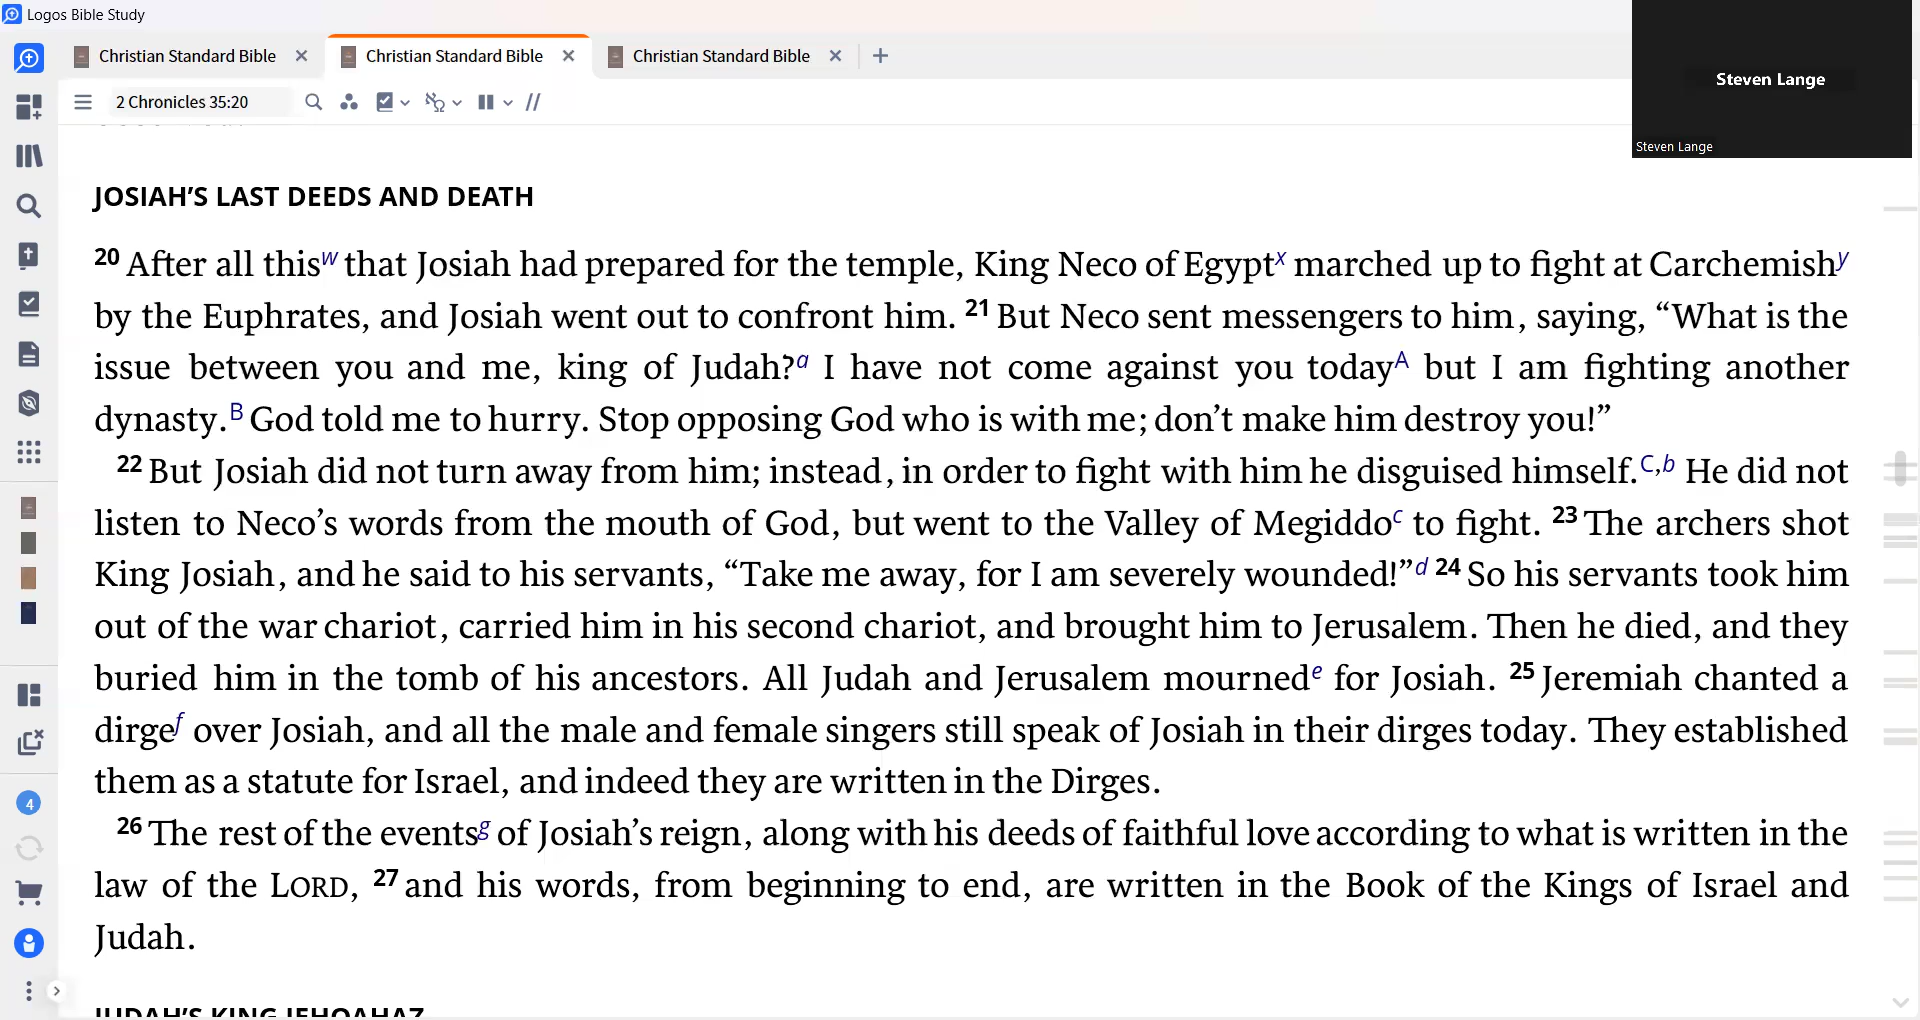 Logos Bible Study
Christian Standard Bible
Christian Standard Bible
Christian Standard Bible
2 Chronicles 35:20
Steven Lange
Steven Lange
JOSIAH’S LAST DEEDS AND DEATH
20 After all thisw that Josiah had prepared for the temple, King Neco of Egyptx marched up to fight at Carchemishy
by the Euphrates, and Josiah went out to confront him. 21 But Neco sent messengers to him, saying, “What is the
issue between you and me, king of Judah?a I have not come against you todayA but I am fighting another
dynasty.B God told me to hurry. Stop opposing God who is with me; don’t make him destroy you!”
22 But Josiah did not turn away from him; instead, in order to fight with him he disguised himself.C,b He did not
listen to Neco’s words from the mouth of God, but went to the Valley of Megiddoc to fight. 23 The archers shot
King Josiah, and he said to his servants, “Take me away, for I am severely wounded!”d 24 So his servants took him
out of the war chariot, carried him in his second chariot, and brought him to Jerusalem. Then he died, and they
buried him in the tomb of his ancestors. All Judah and Jerusalem mournede for Josiah. 25 Jeremiah chanted a
dirgef over Josiah, and all the male and female singers still speak of Josiah in their dirges today. They established
them as a statute for Israel, and indeed they are written in the Dirges.
26 The rest of the eventsg of Josiah’s reign, along with his deeds of faithful love according to what is written in the
law of the LORD, 27 and his words, from beginning to end, are written in the Book of the Kings of Israel and
Judah.
JUDAH’S KING JEHOAHAZ
4